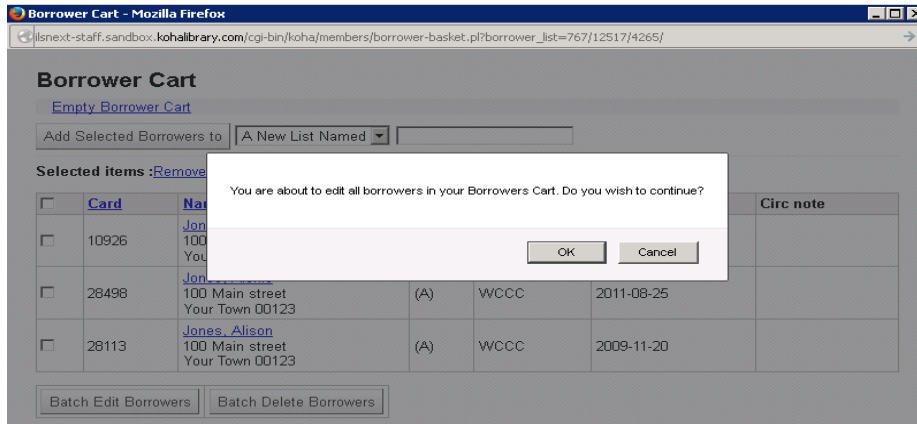 Borrower Cart - Mozilla Firefox
ilsnext-staff.sandbox.kohalibrary.com/cgi-bin/koha/members/borrower-basket.pl?borrower_list=767/12517/4265/
Borrower Cart
Empty Borrower Cart
Add Selected Borrowers to A New List Named
Selected items :Remove
You are about to edit all borrowers in your Borrowers Cart. Do you wish to continue?
OK Cancel
Card Circ note
10926 Jon
100
You
28498
100 Main street (A) WCCC 2011-08-25
Your Town 00123
Jones, Alison
28113 100 Main street (A) WCCC 2009-11-20
Your Town 00123
Batch Edit Borrowers Batch Delete Borrowers